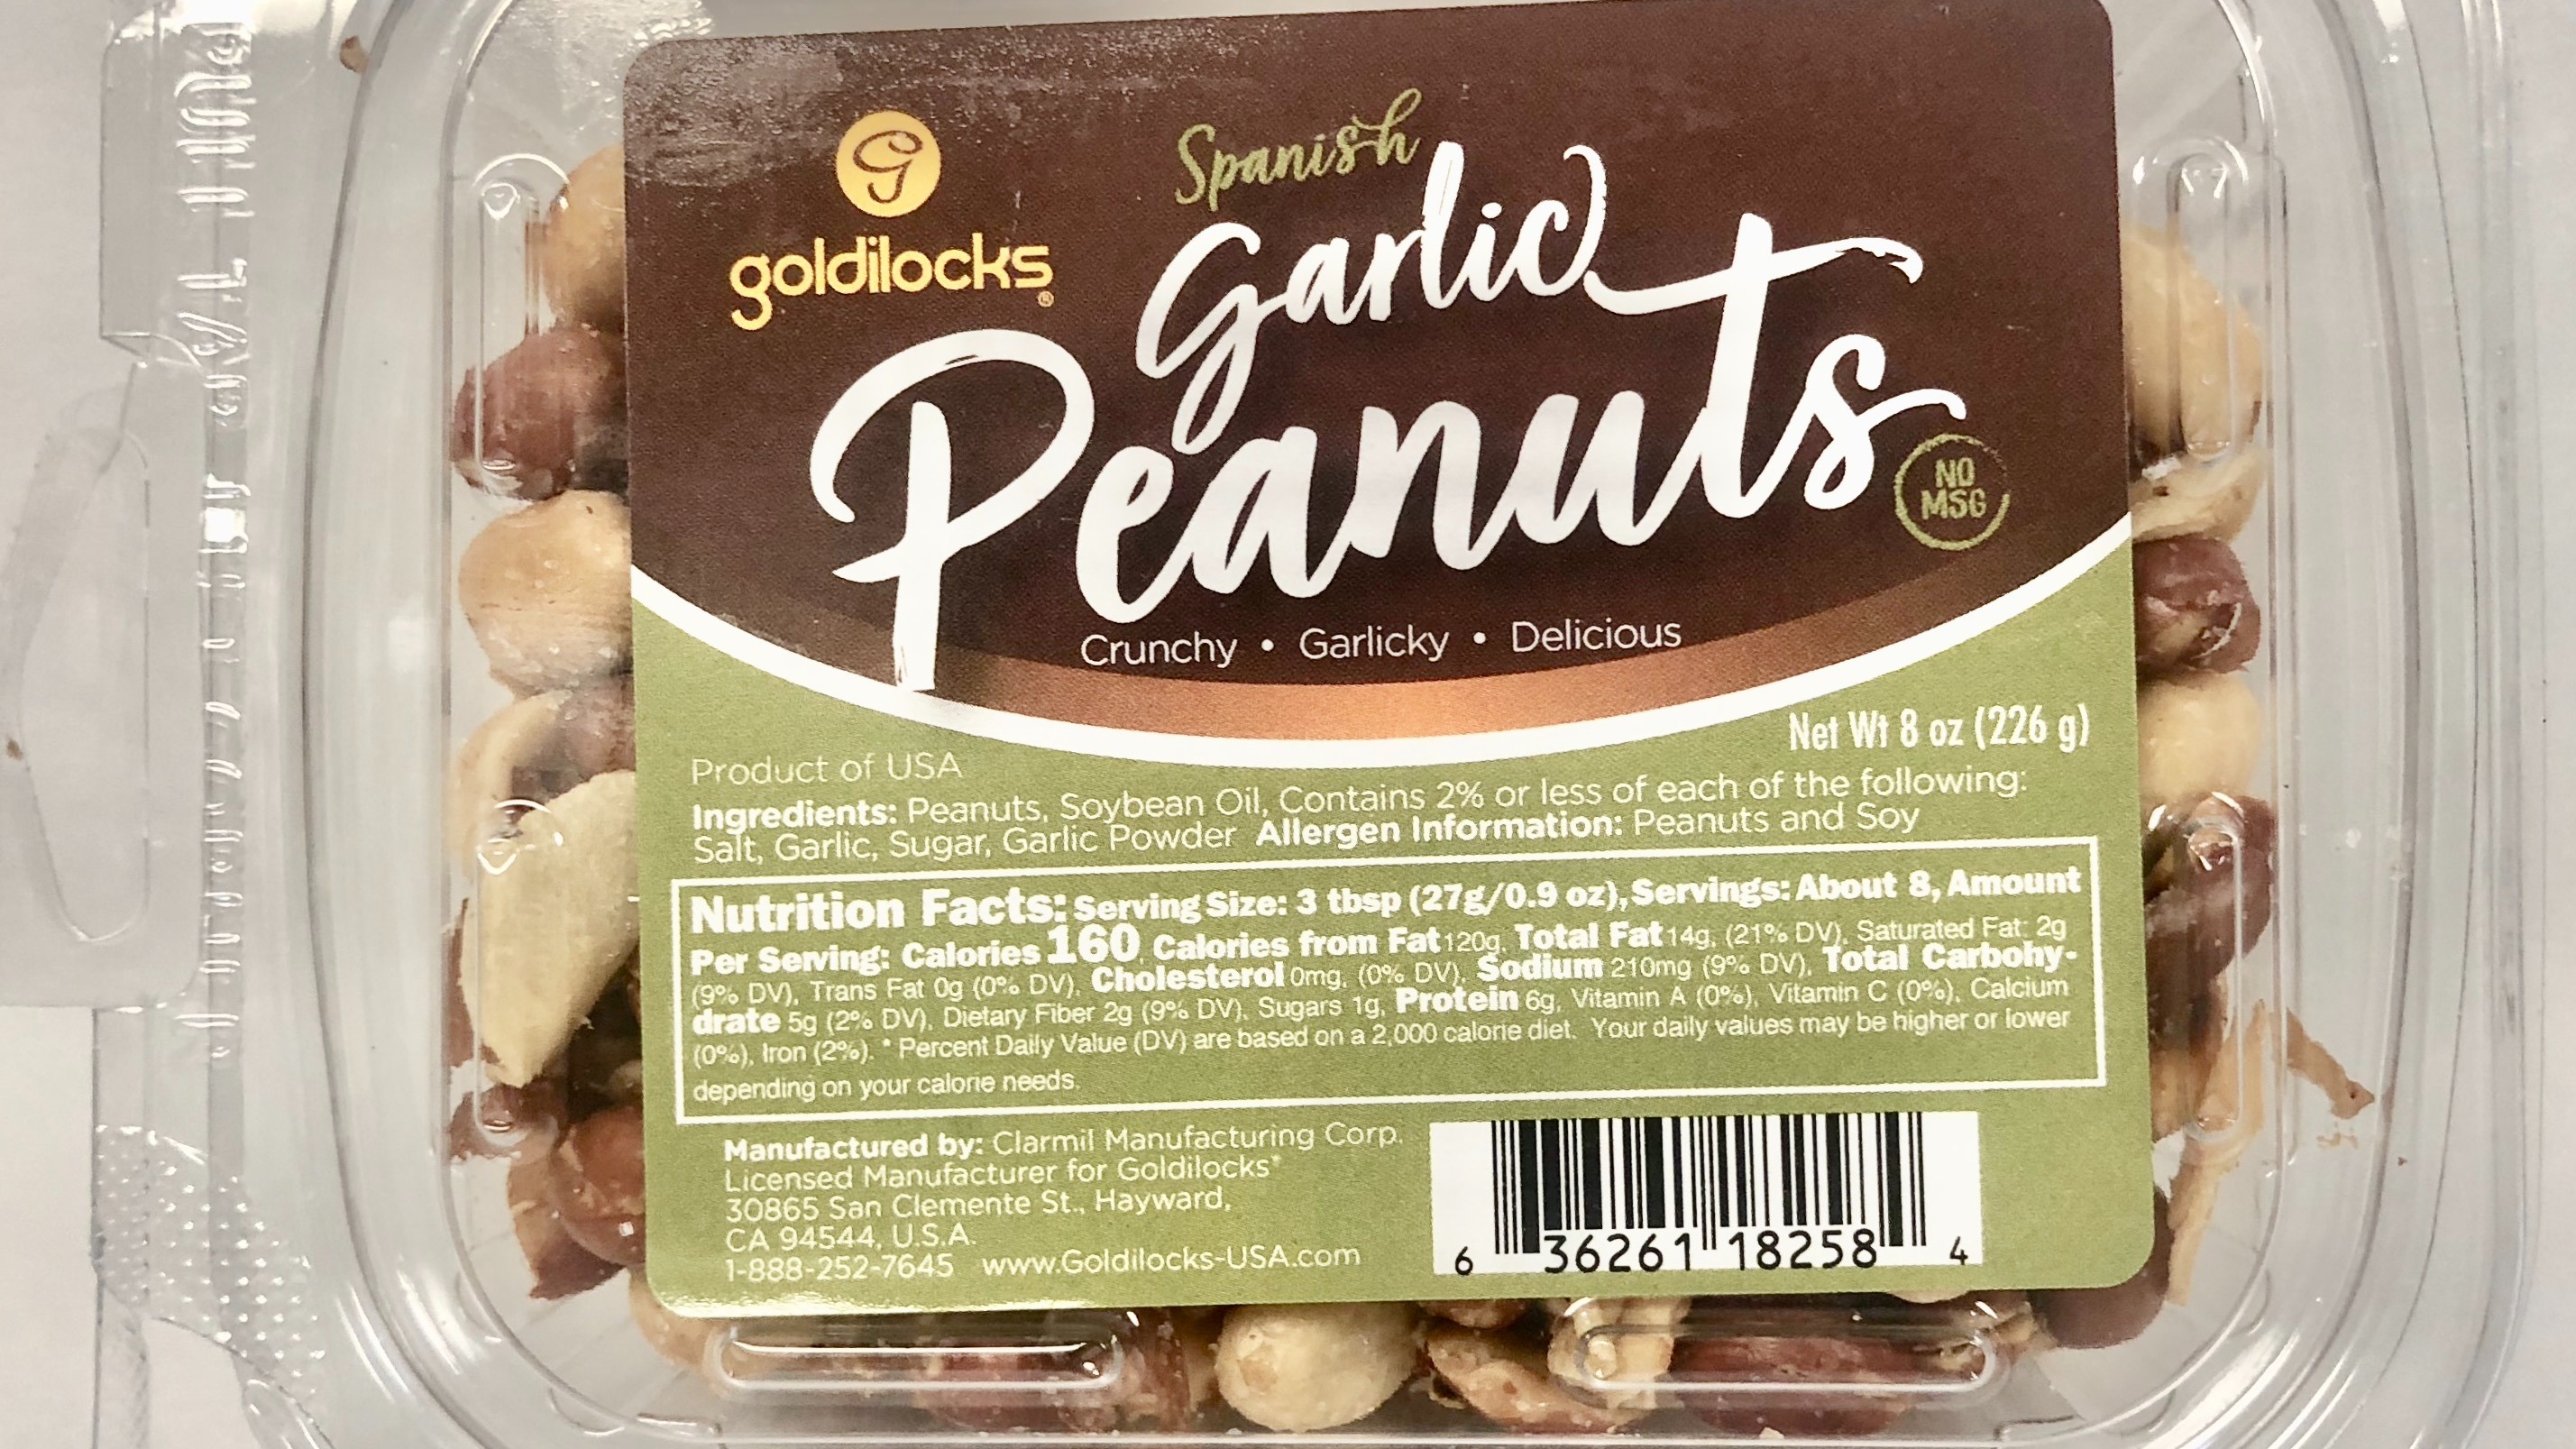 g
goldilocks®
Spanish
Garlic
Peanuts
NO
MSG
Crunchy • Garlicky • Delicious
Net Wt 8 oz (226 g)
Product of USA
Ingredients: Peanuts, Soybean Oil, Contains 2% or less of each of the following:
Salt, Garlic, Sugar, Garlic Powder Allergen Information: Peanuts and Soy
Nutrition Facts: Serving Size: 3 tbsp (27g/0.9 oz), Servings: About 8, Amount
Per Serving: Calories 160, Calories from Fat 120g, Total Fat 14g, (21% DV), Saturated Fat: 2g
(9% DV), Trans Fat 0g (0% DV), Cholesterol 0mg, (0% DV), Sodium 210mg (9% DV), Total Carbohy-
drate 5g (2% DV), Dietary Fiber 2g (9% DV), Sugars 1g, Protein 6g, Vitamin A (0%), Vitamin C (0%), Calcium
(0%), Iron (2%). * Percent Daily Value (DV) are based on a 2,000 calorie diet. Your daily values may be higher or lower
depending on your calorie needs.
Manufactured by: Clarmil Manufacturing Corp.
Licensed Manufacturer for Goldilocks®
30865 San Clemente St., Hayward,
CA 94544, U.S.A.
1-888-252-7645 www.Goldilocks-USA.com
6 36261 18258 4